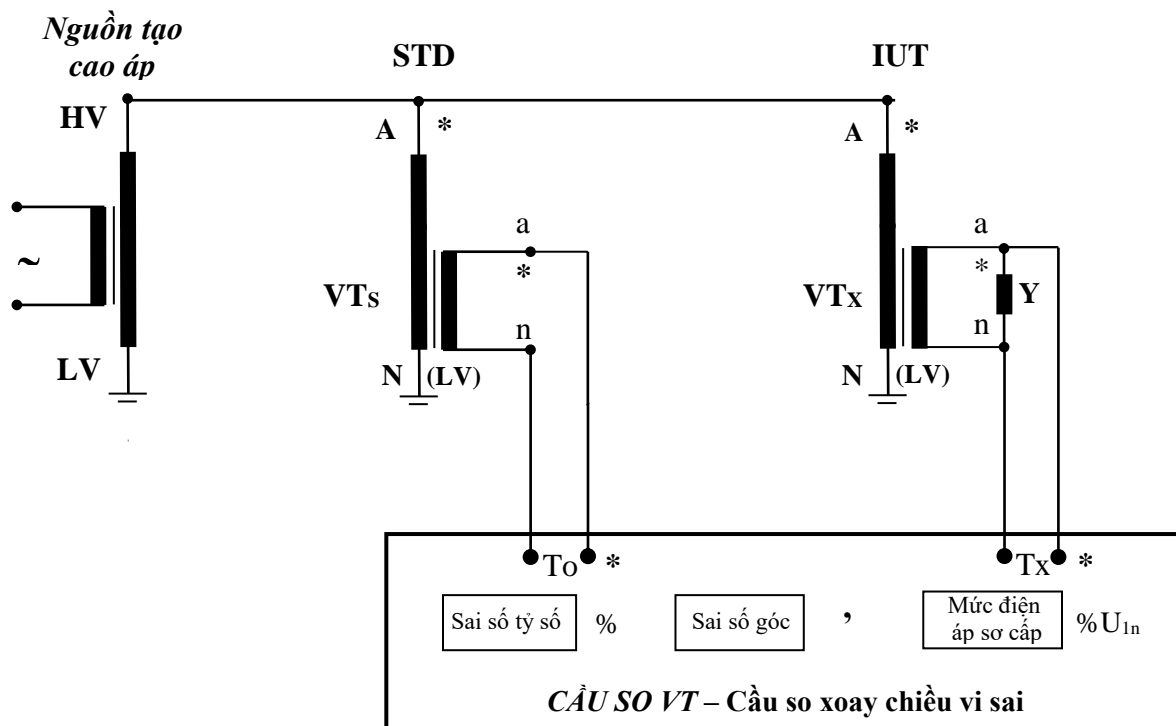 Nguồn tạo
cao áp
STD
IUT
HV
A
*
A
*
a
*
a
*
~
VTS
VTX
Y
n
n
LV
N
(LV)
N
(LV)
To
*
Tx
*
Sai số tỷ số
%
Sai số góc
,
Mức điện
áp sơ cấp
%U1n
CẦU SO VT – Cầu so xoay chiều vi sai